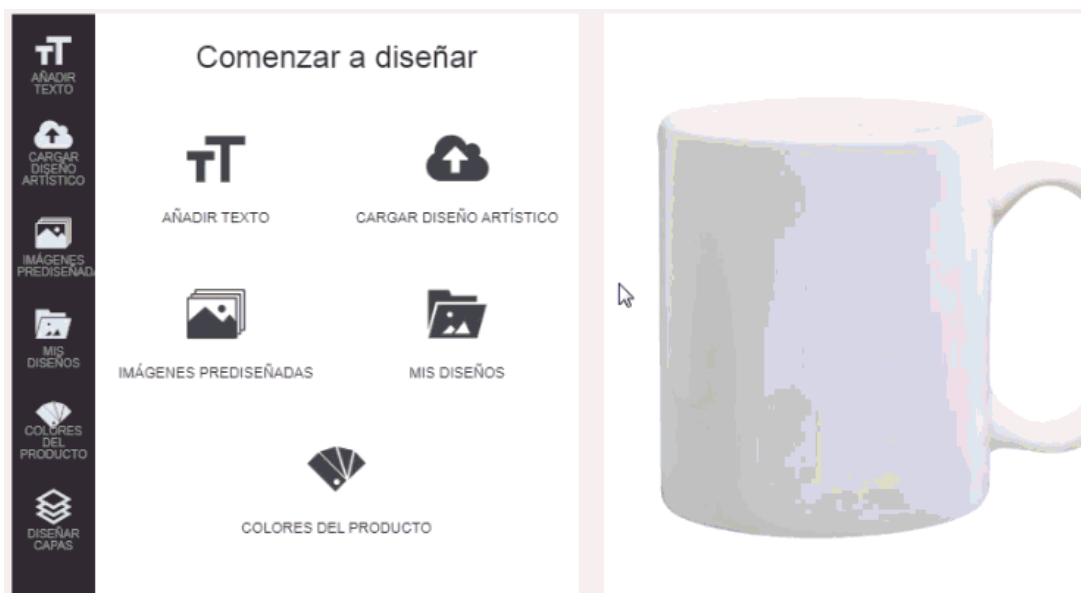 AÑADIR
TEXTO
CARGAR
DISEÑO
ARTÍSTICO
IMÁGENES
PREDISEÑADA
MIS
DISEÑOS
COLORES
DEL
PRODUCTO
DISEÑAR
CAPAS
Comenzar a diseñar
AÑADIR TEXTO
CARGAR DISEÑO ARTÍSTICO
IMÁGENES PREDISEÑADAS
MIS DISEÑOS
COLORES DEL PRODUCTO